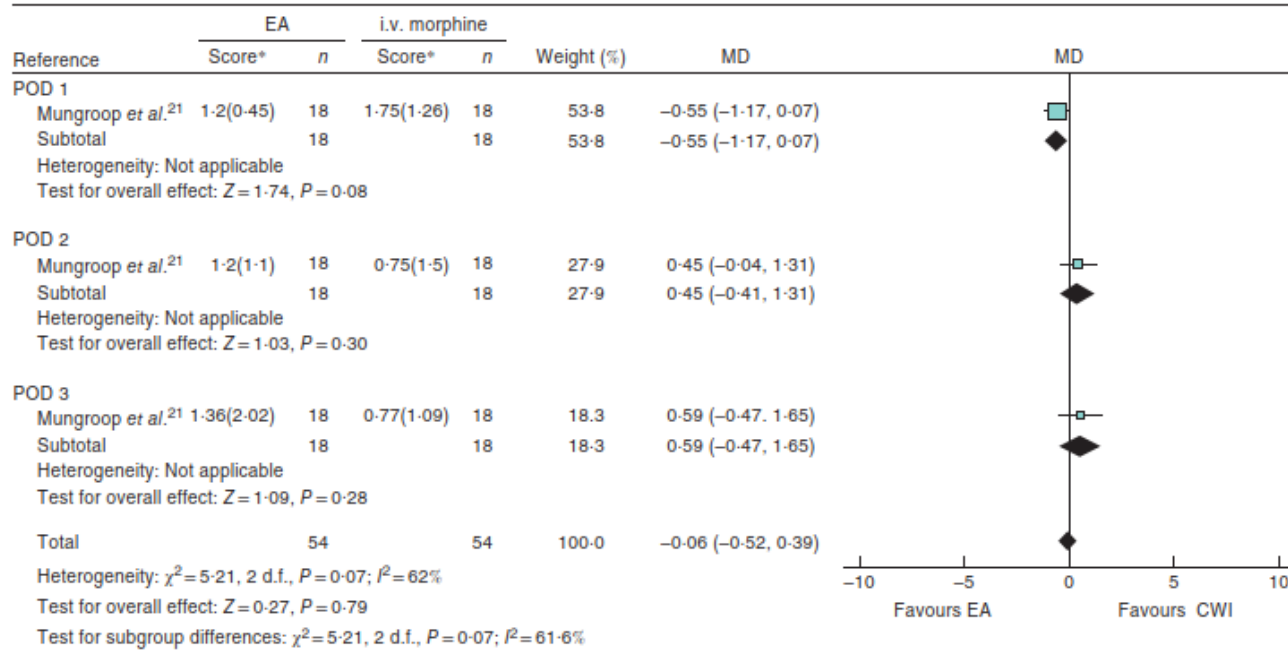 EA i.v. morphine
Reference Score* n Score* n Weight (%) MD MD
POD 1
Mungroop et al.21 1·2(0·45) 18 1·75(1·26) 18 53·8 –0·55 (–1·17, 0·07)
Subtotal 18 18 53·8 –0·55 (–1·17, 0·07)
Heterogeneity: Not applicable
Test for overall effect: Z = 1·74, P = 0·08
POD 2
Mungroop et al.21 1·2(1·1) 18 0·75(1·5) 18 27·9 0·45 (–0·04, 1·31)
Subtotal 18 18 27·9 0·45 (–0·41, 1·31)
Heterogeneity: Not applicable
Test for overall effect: Z = 1·03, P = 0·30
POD 3
Mungroop et al.21 1·36(2·02) 18 0·77(1·09) 18 18.3 0·59 (–0·47. 1·65)
Subtotal 18 18 18.3 0·59 (–0·47, 1·65)
Heterogeneity: Not applicable
Test for overall effect: Z = 1·09, P = 0·28
Total 54 54 100·0 –0·06 (–0·52, 0·39)
Heterogeneity: χ2 = 5·21, 2 d.f., P = 0·07; I2 = 62%
–10 –5 0 5 10
Test for overall effect: Z = 0·27, P = 0·79
Favours EA Favours CWI
Test for subgroup differences: χ2 = 5·21, 2 d.f., P = 0·07; I2 = 61·6%